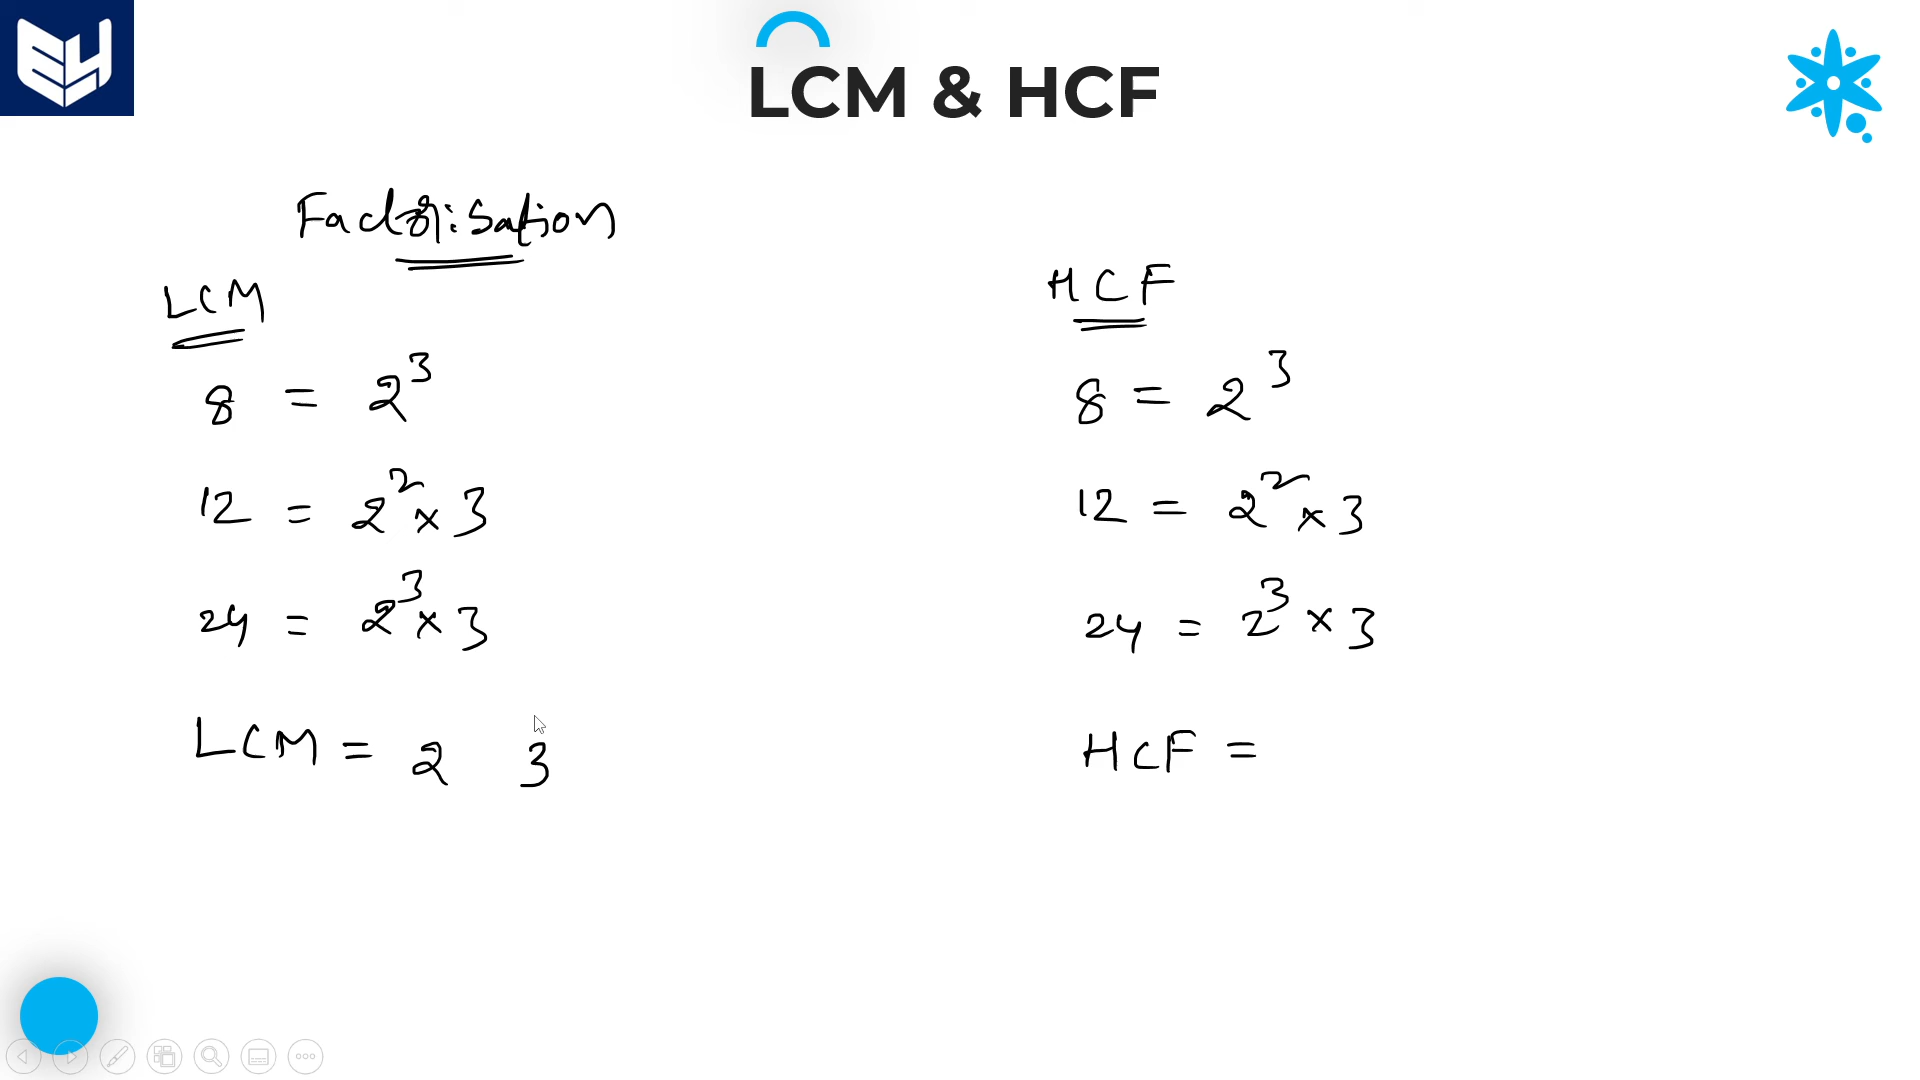 LCM & HCF
Factorisation
LCM
8 = 2³
12 = 2² × 3
24 = 2³ × 3
LCM = 2 3
HCF
8 = 2³
12 = 2² × 3
24 = 2³ × 3
HCF =